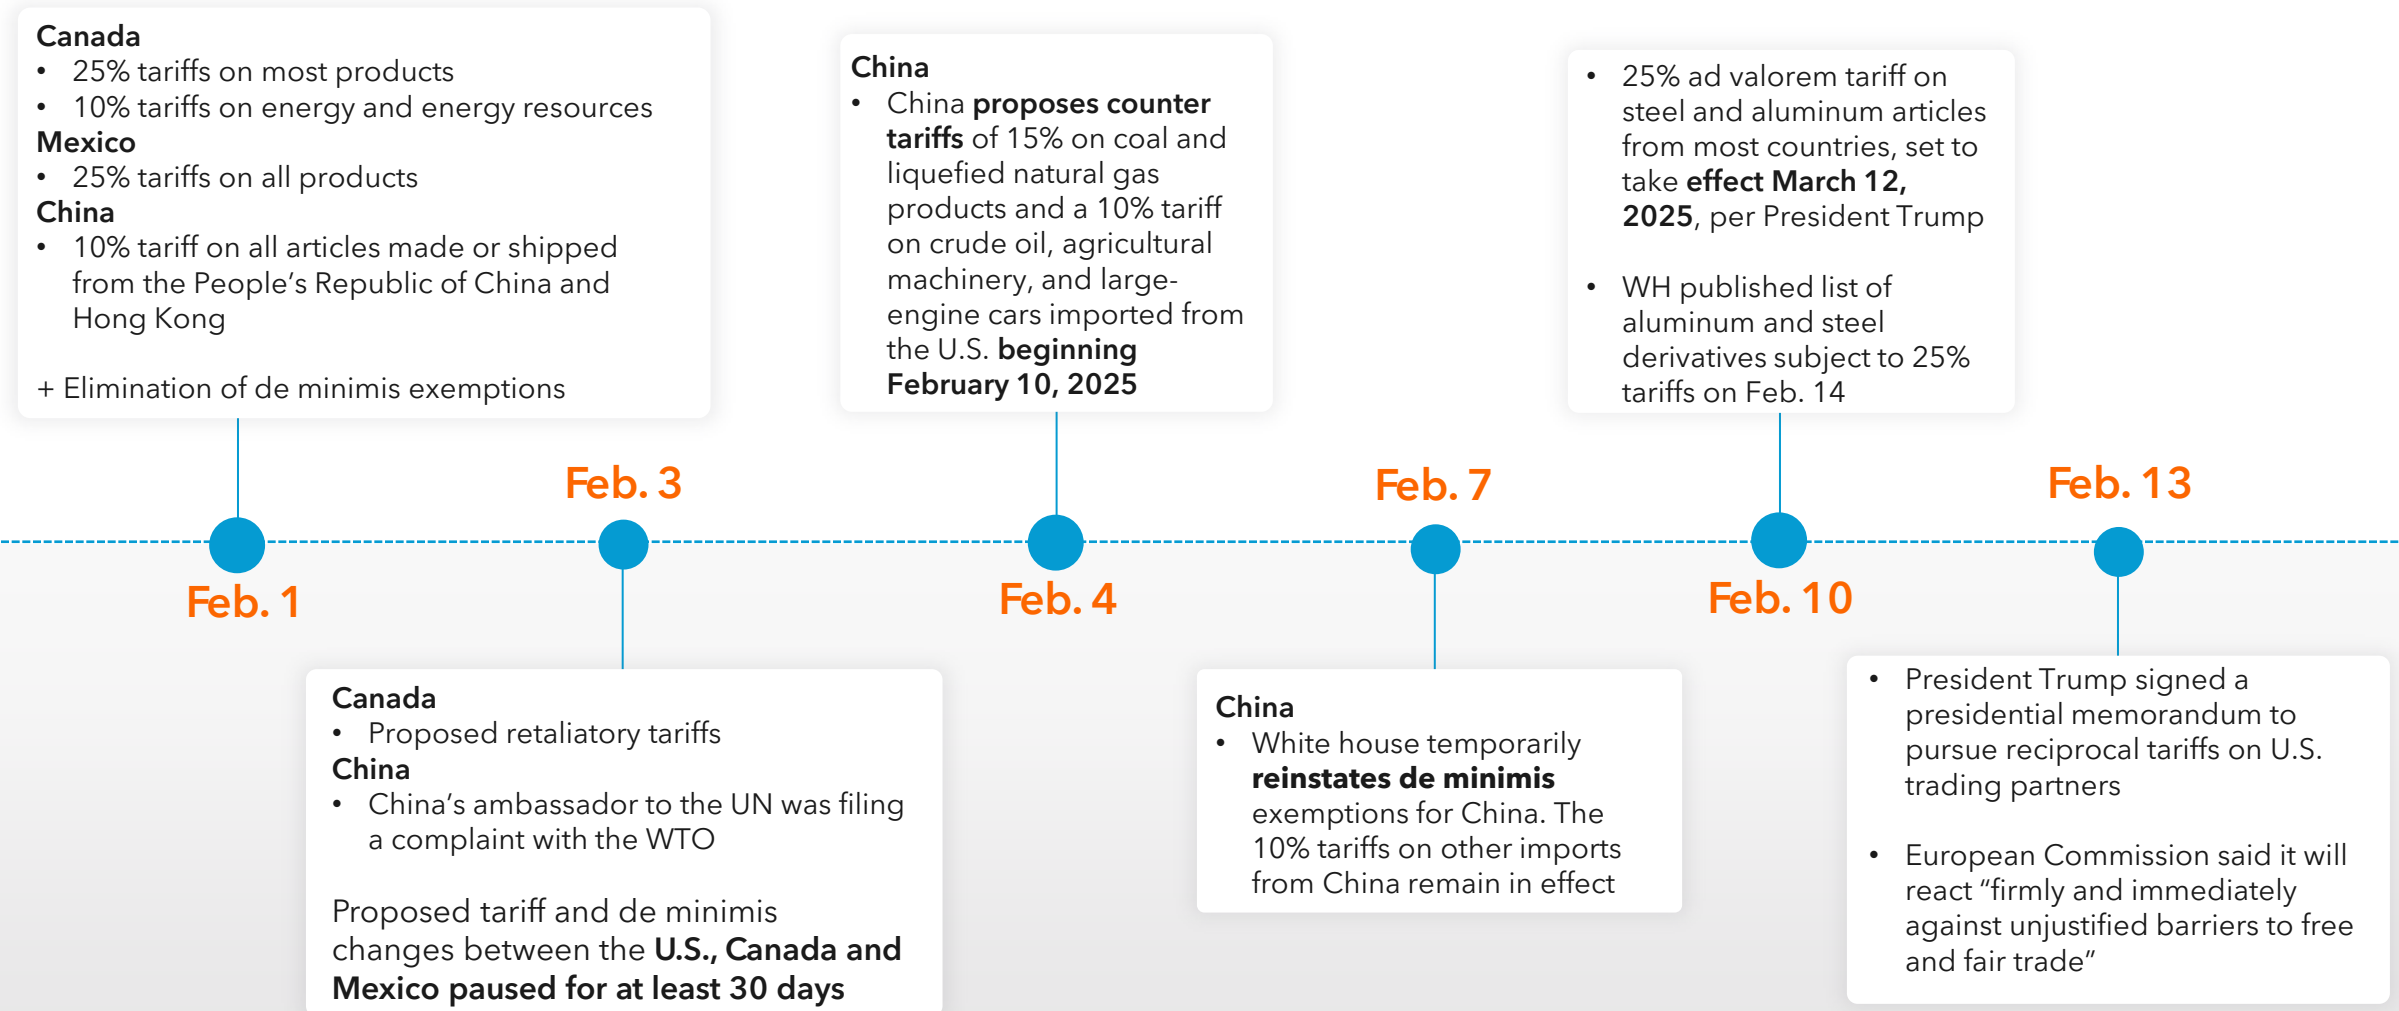 Canada
• 25% tariffs on most products
• 10% tariffs on energy and energy resources
Mexico
• 25% tariffs on all products
China
• 10% tariff on all articles made or shipped
from the People’s Republic of China and
Hong Kong
+ Elimination of de minimis exemptions
Feb. 1
Feb. 3
Canada
• Proposed retaliatory tariffs
China
• China’s ambassador to the UN was filing
a complaint with the WTO
Proposed tariff and de minimis
changes between the U.S., Canada and
Mexico paused for at least 30 days
China
• China proposes counter
tariffs of 15% on coal and
liquefied natural gas
products and a 10% tariff
on crude oil, agricultural
machinery, and large-
engine cars imported from
the U.S. beginning
February 10, 2025
Feb. 4
Feb. 7
China
• White house temporarily
reinstates de minimis
exemptions for China. The
10% tariffs on other imports
from China remain in effect
• 25% ad valorem tariff on
steel and aluminum articles
from most countries, set to
take effect March 12,
2025, per President Trump
• WH published list of
aluminum and steel
derivatives subject to 25%
tariffs on Feb. 14
Feb. 10
Feb. 13
• President Trump signed a
presidential memorandum to
pursue reciprocal tariffs on U.S.
trading partners
• European Commission said it will
react “firmly and immediately
against unjustified barriers to free
and fair trade”